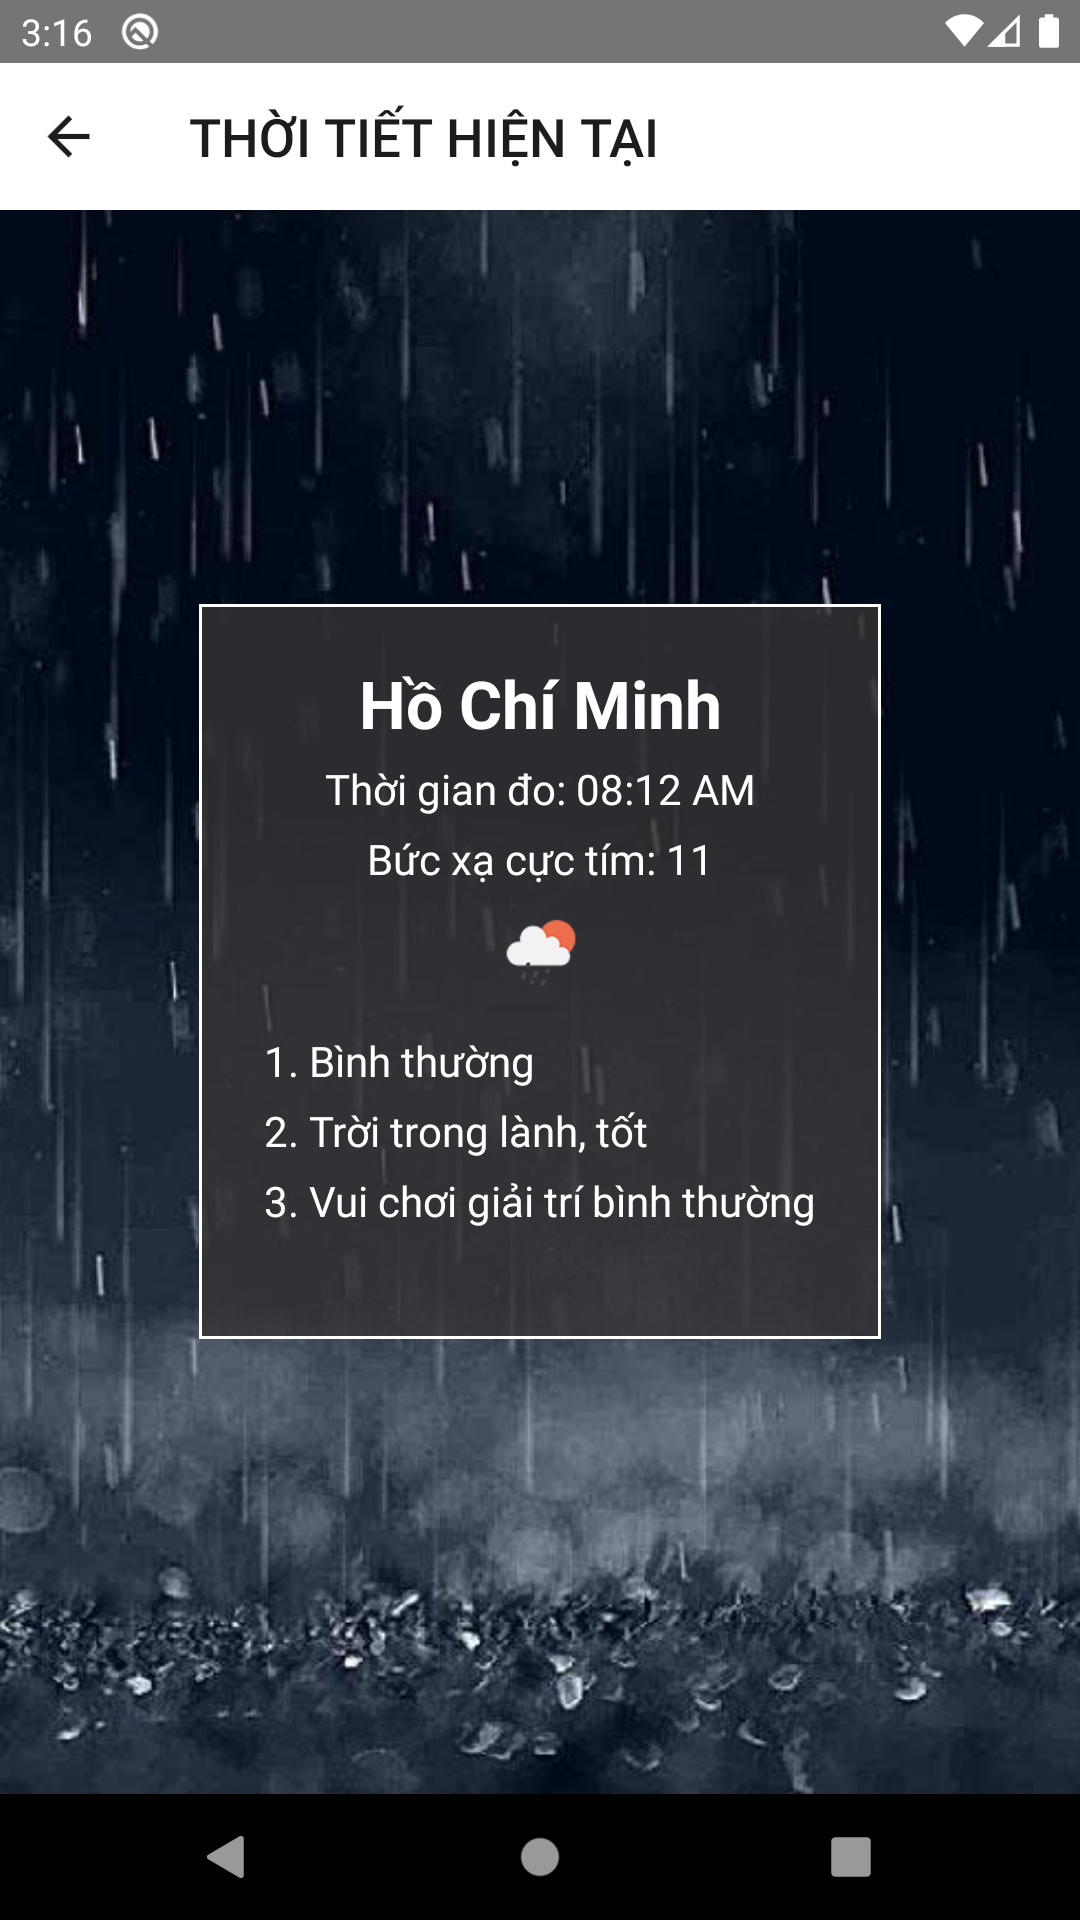 3:16
THỜI TIẾT HIỆN TẠI
Hồ Chí Minh
Thời gian đo: 08:12 AM
Bức xạ cực tím: 11
1. Bình thường
2. Trời trong lành, tốt
3. Vui chơi giải trí bình thường